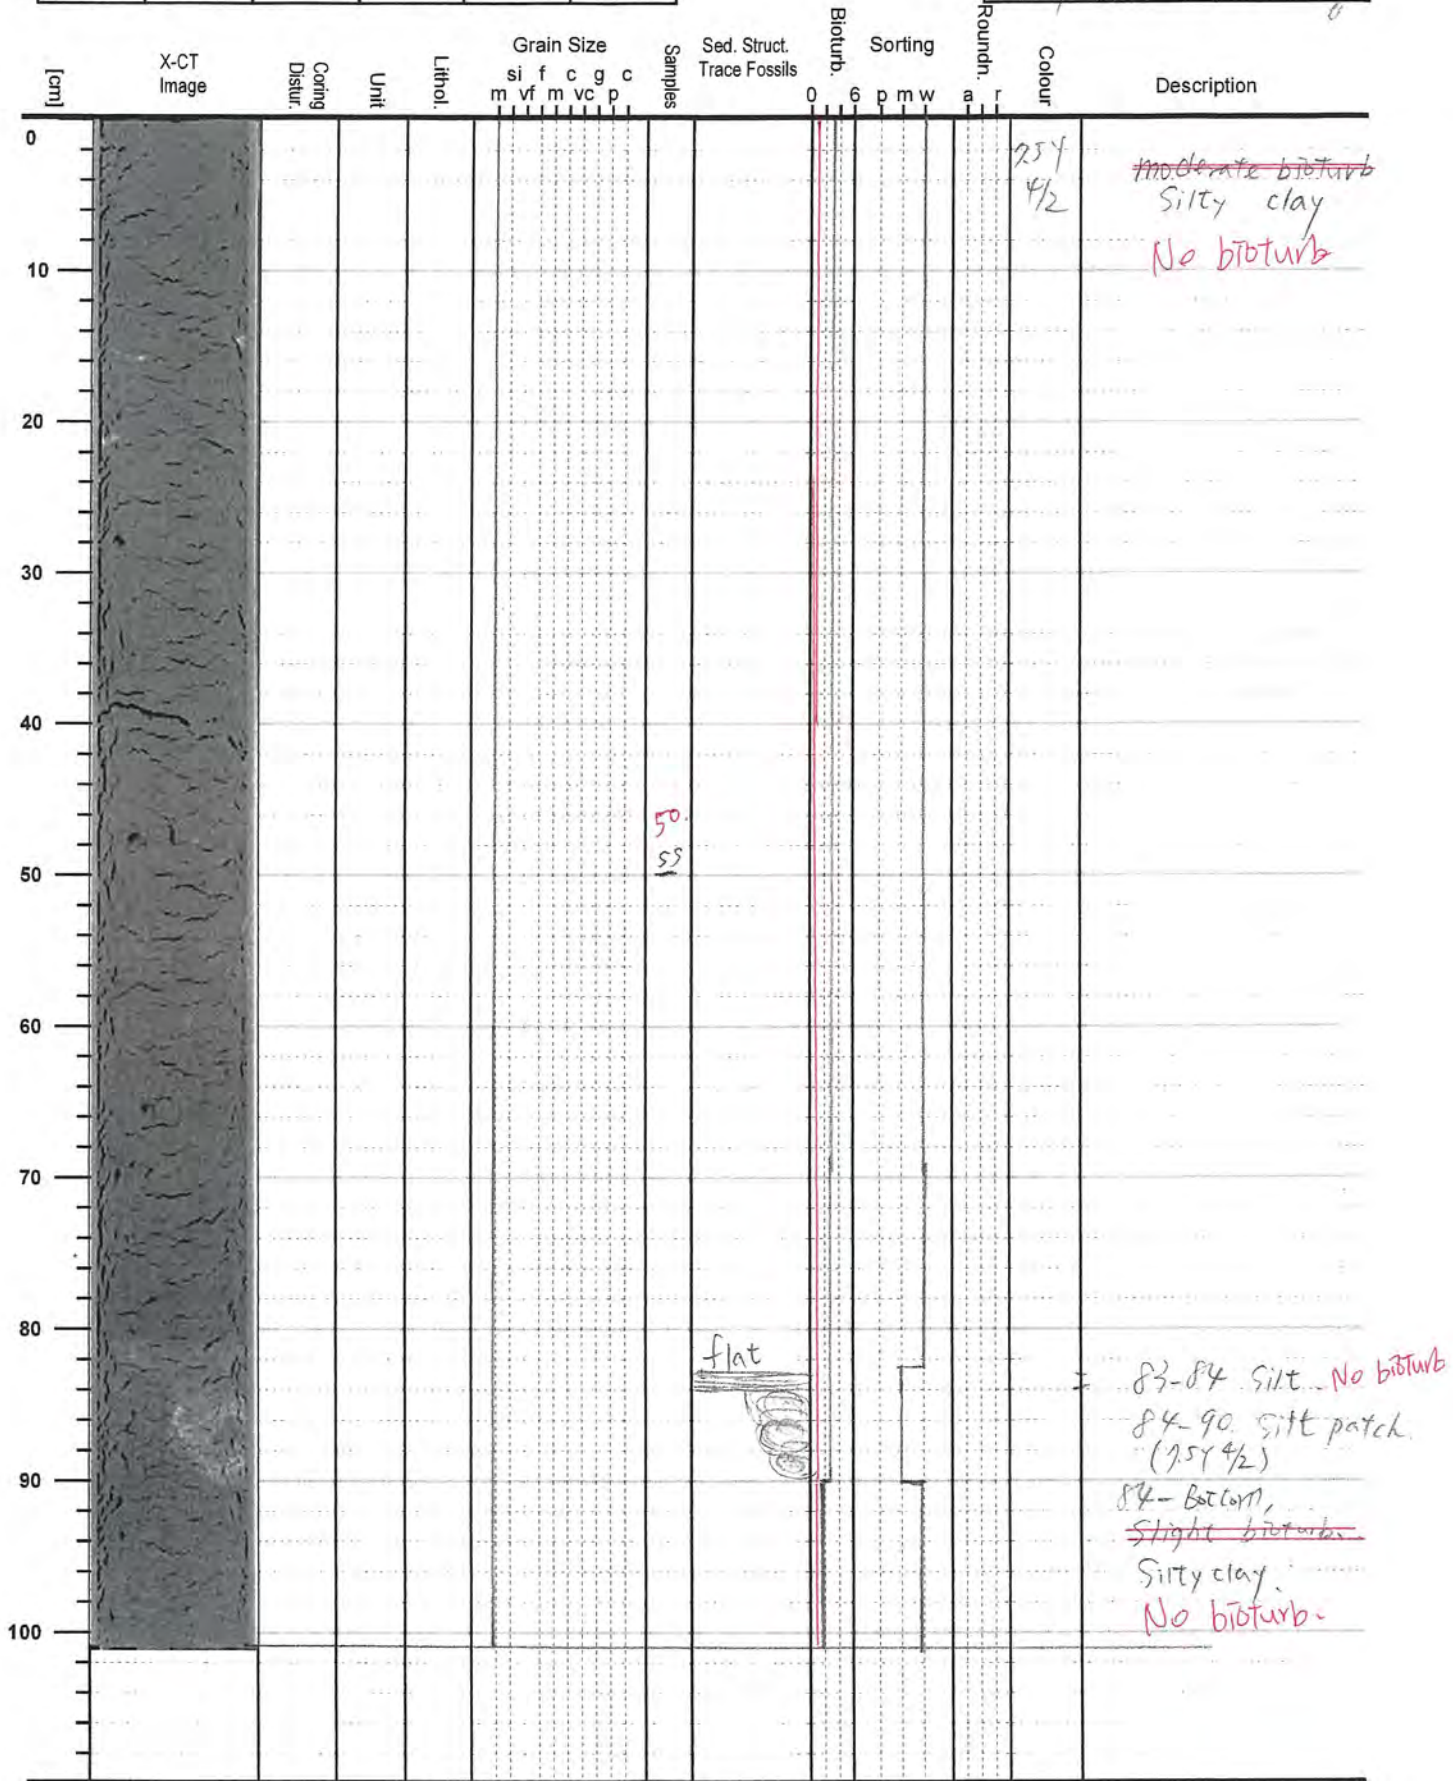 [cm]
X-CT
Image
Coring
Distur.
Unit
Lithol.
Grain Size
si f c g c
m vf m vc p
Samples
Sed. Struct.
Trace Fossils
Bioturb.
0 6
Sorting
p m w
Roundn.
a r
Colour
Description
0
7.5Y
4/2
moderate bioturb
Silty clay
No bioturb
10
20
30
40
50.
SS
50
60
70
80
flat
83-84 Silt. No bioturb
84-90. Silt patch.
(7.5Y 4/2)
90
84-Bottom,
Slight bioturb.
Silty clay.
No bioturb.
100